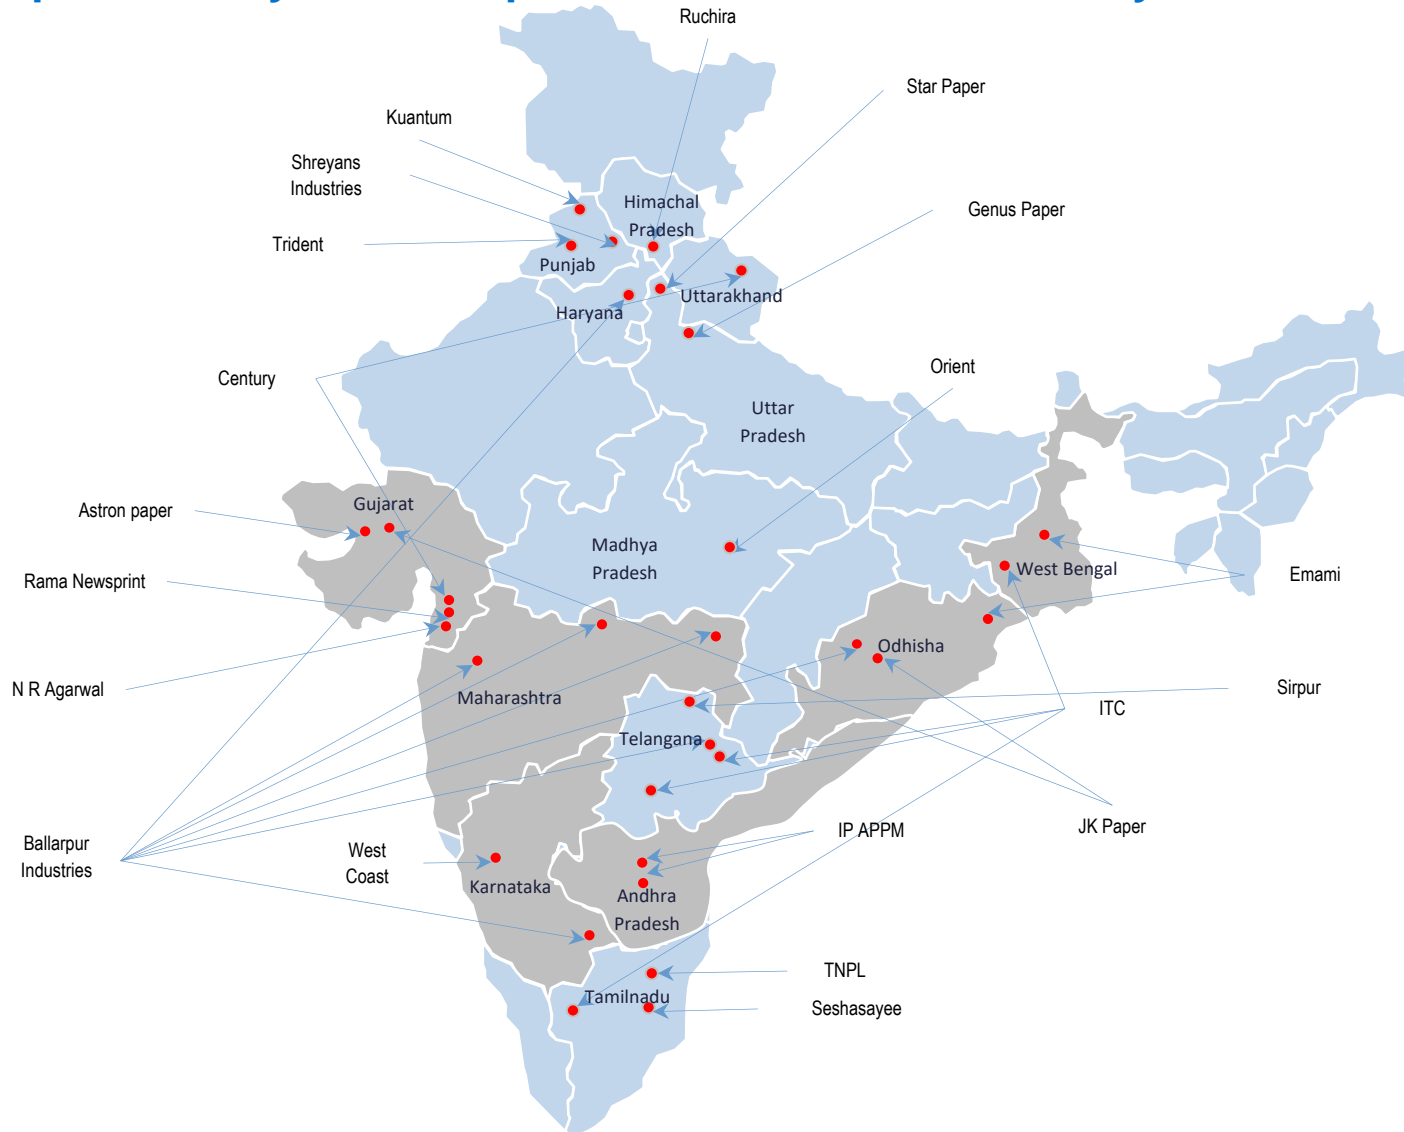 Ruchira
Star Paper
Kuantum
Shreyans
Industries
Himachal
Pradesh
Genus Paper
Trident
Punjab
Uttarakhand
Haryana
Orient
Century
Uttar
Pradesh
Gujarat
Astron paper
Madhya
Pradesh
West Bengal
Emami
Rama Newsprint
Odhisha
N R Agarwal
Maharashtra
Sirpur
ITC
Telangana
Ballarpur
Industries
West
Coast
IP APPM
JK Paper
Karnataka
Andhra
Pradesh
TNPL
Tamilnadu
Seshasayee